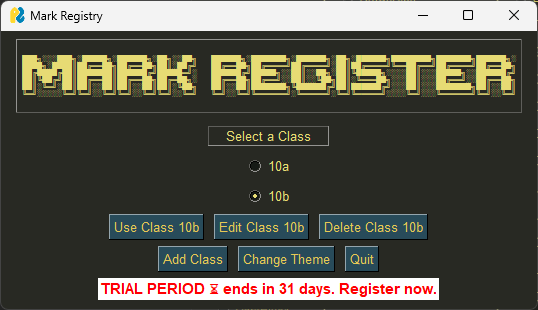 Mark Registry
MARK REGISTER
Select a Class
10a
10b
Use Class 10b Edit Class 10b Delete Class 10b
Add Class Change Theme Quit
TRIAL PERIOD ⌛ ends in 31 days. Register now.